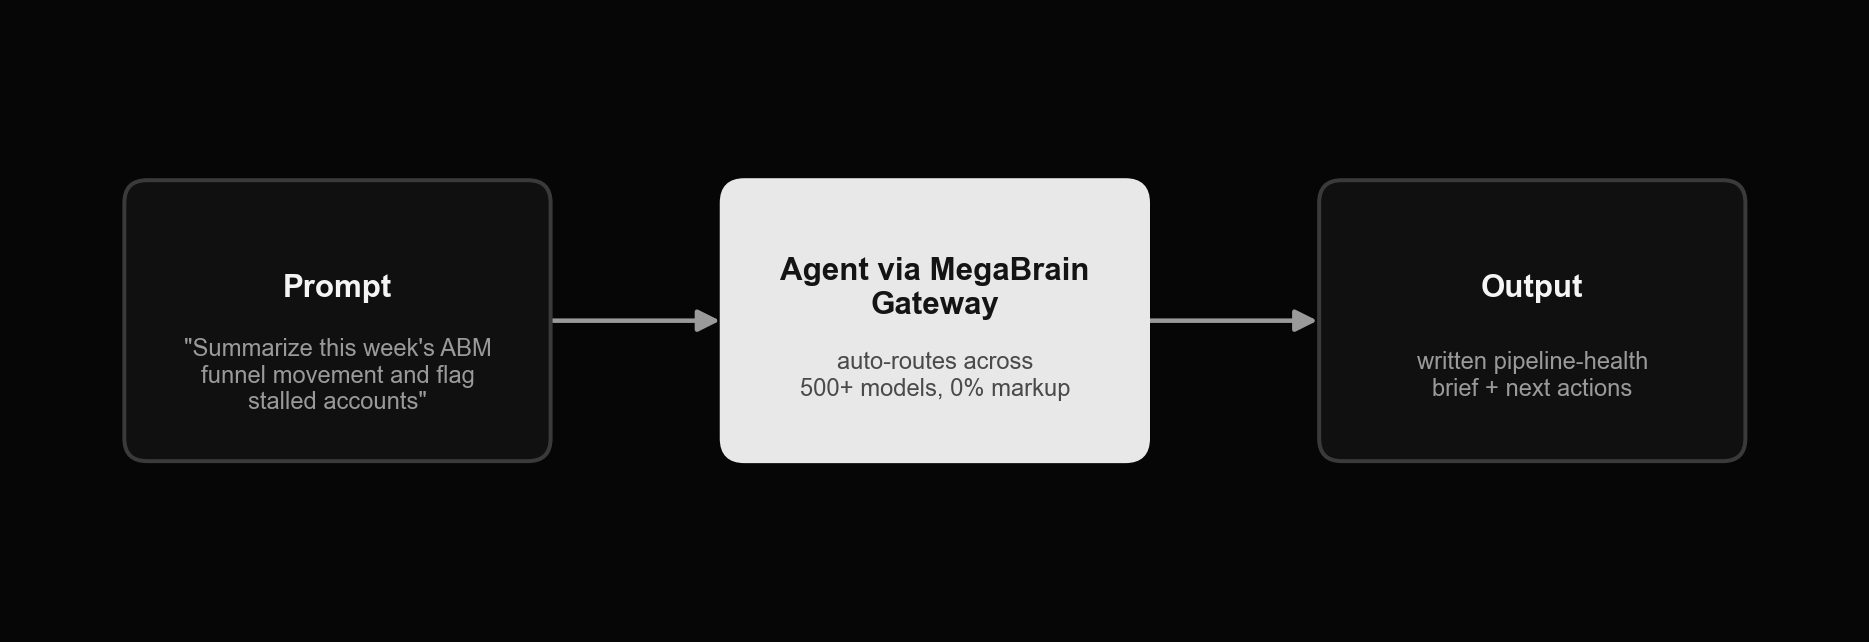 Prompt
"Summarize this week's ABM
funnel movement and flag
stalled accounts"
Agent via MegaBrain
Gateway
auto-routes across
500+ models, 0% markup
Output
written pipeline-health
brief + next actions